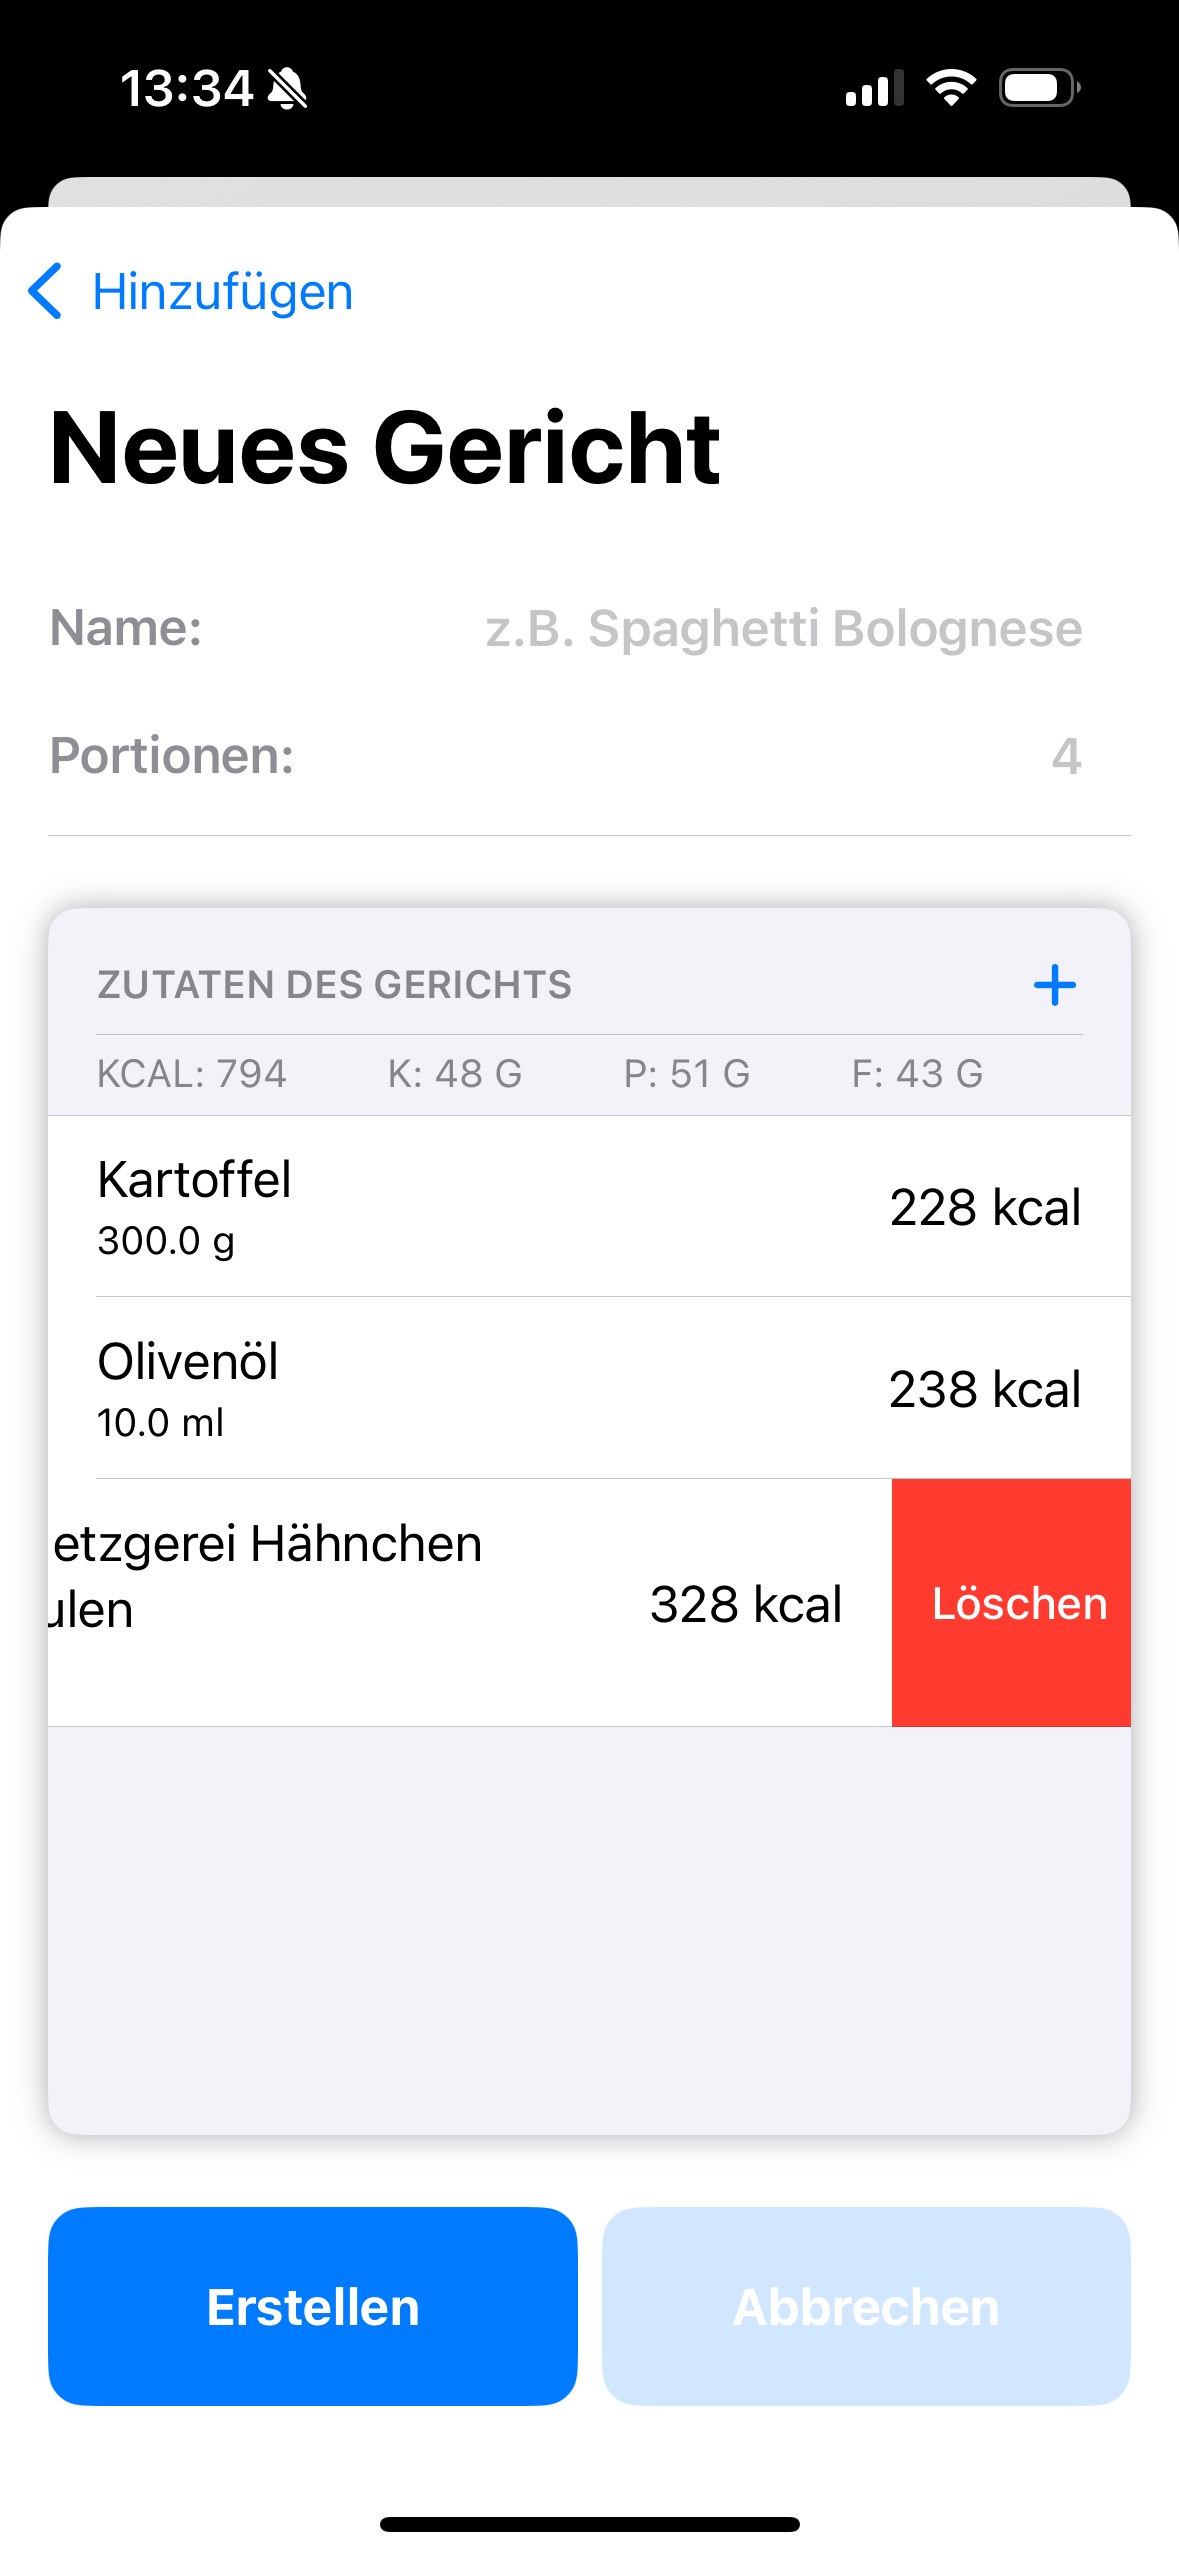 13:34
Hinzufügen
Neues Gericht
Name: z.B. Spaghetti Bolognese
Portionen: 4
ZUTATEN DES GERICHTS
KCAL: 794 K: 48 G P: 51 G F: 43 G
Kartoffel
228 kcal
300.0 g
Olivenöl
238 kcal
10.0 ml
etzgerei Hähnchen
ulen
328 kcal
Löschen
Erstellen Abbrechen